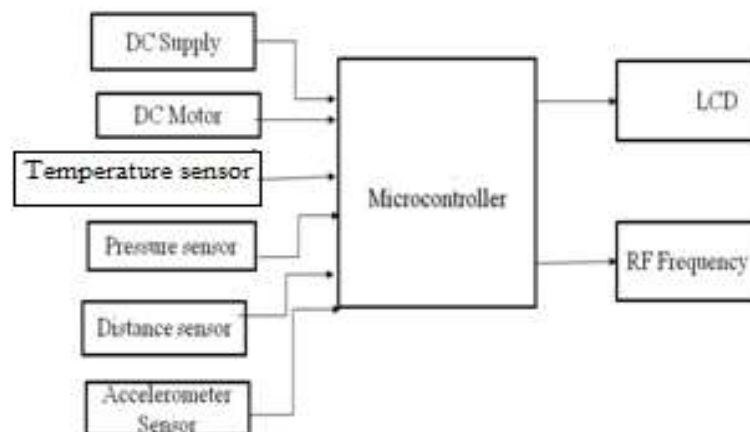 DC Supply
DC Motor
Temperature sensor
Pressure sensor
Distance sensor
Accelerometer
Sensor
Microcontroller
LCD
RF Frequency